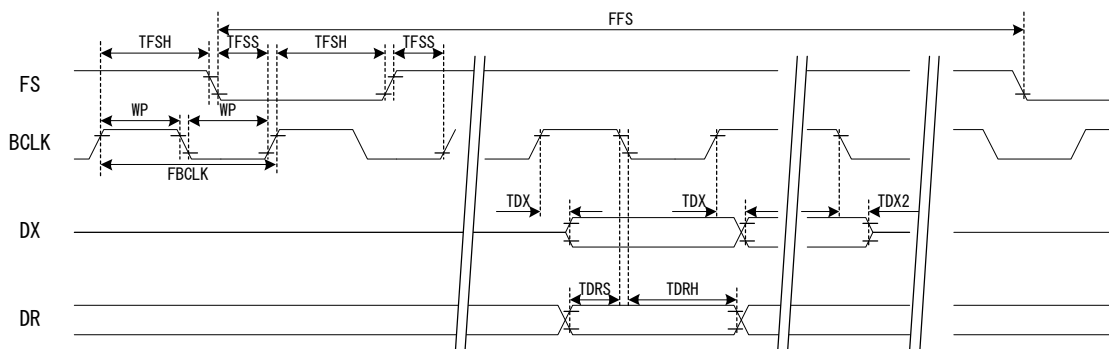 FFS
TFSH TFSS TFSH TFSS
FS
WP WP
BCLK
FBCLK
TDX TDX TDX2
DX
TDRS TDRH
DR